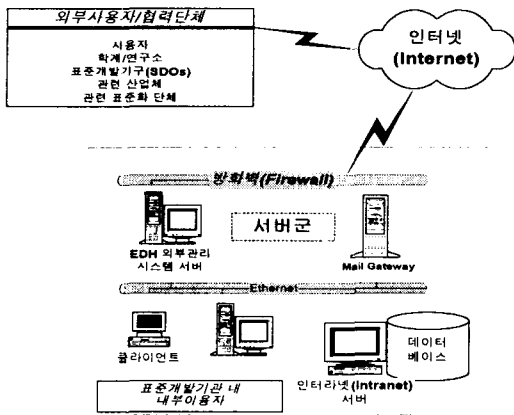 외부사용자/협력단체
사용자
학계/연구소
표준개발기구(SDOs)
관련 산업체
관련 표준화 단체
인터넷
(Internet)
방화벽(Firewall)
서버군
EDH 외부관리
시스템 서버
Mail Gateway
Ethernet
클라이언트
데이터
베이스
인터라넷(Intranet)
서버
표준개발기관 내
내부이용자